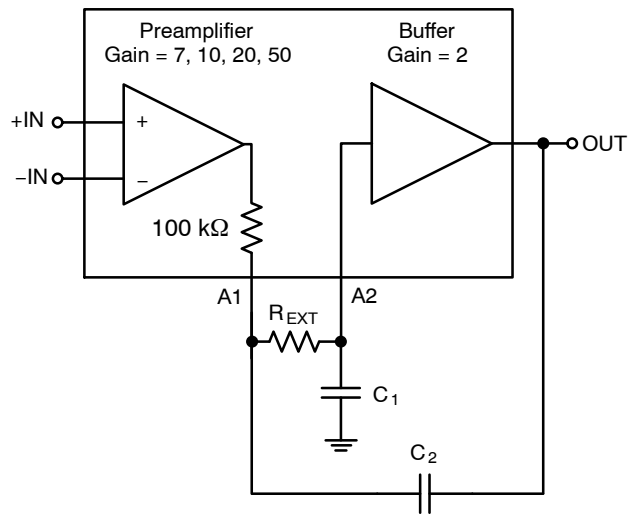 Preamplifier
Gain = 7, 10, 20, 50
Buffer
Gain = 2
+IN
+
−IN
−
OUT
100 kΩ
A1
A2
REXT
C1
C2